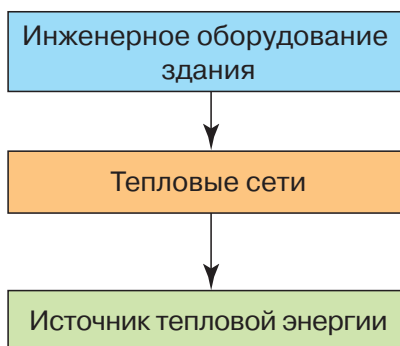 Инженерное оборудование
здания
Тепловые сети
Источник тепловой энергии